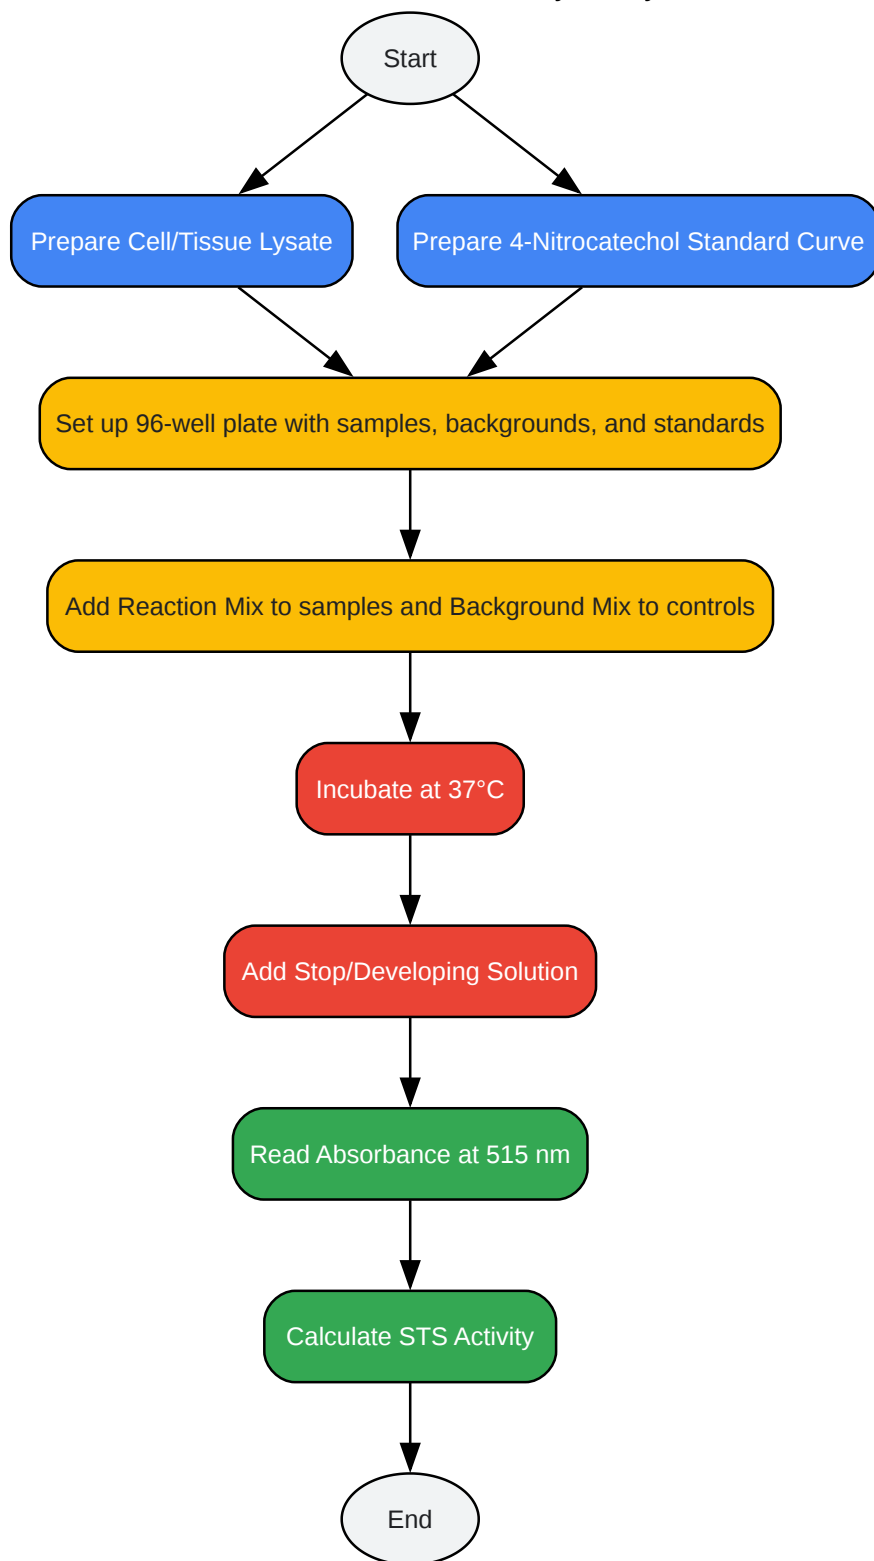 Start
Prepare Cell/Tissue Lysate
Prepare 4-Nitrocatechol Standard Curve
Set up 96-well plate with samples, backgrounds, and standards
Add Reaction Mix to samples and Background Mix to controls
Incubate at 37°C
Add Stop/Developing Solution
Read Absorbance at 515 nm
Calculate STS Activity
End